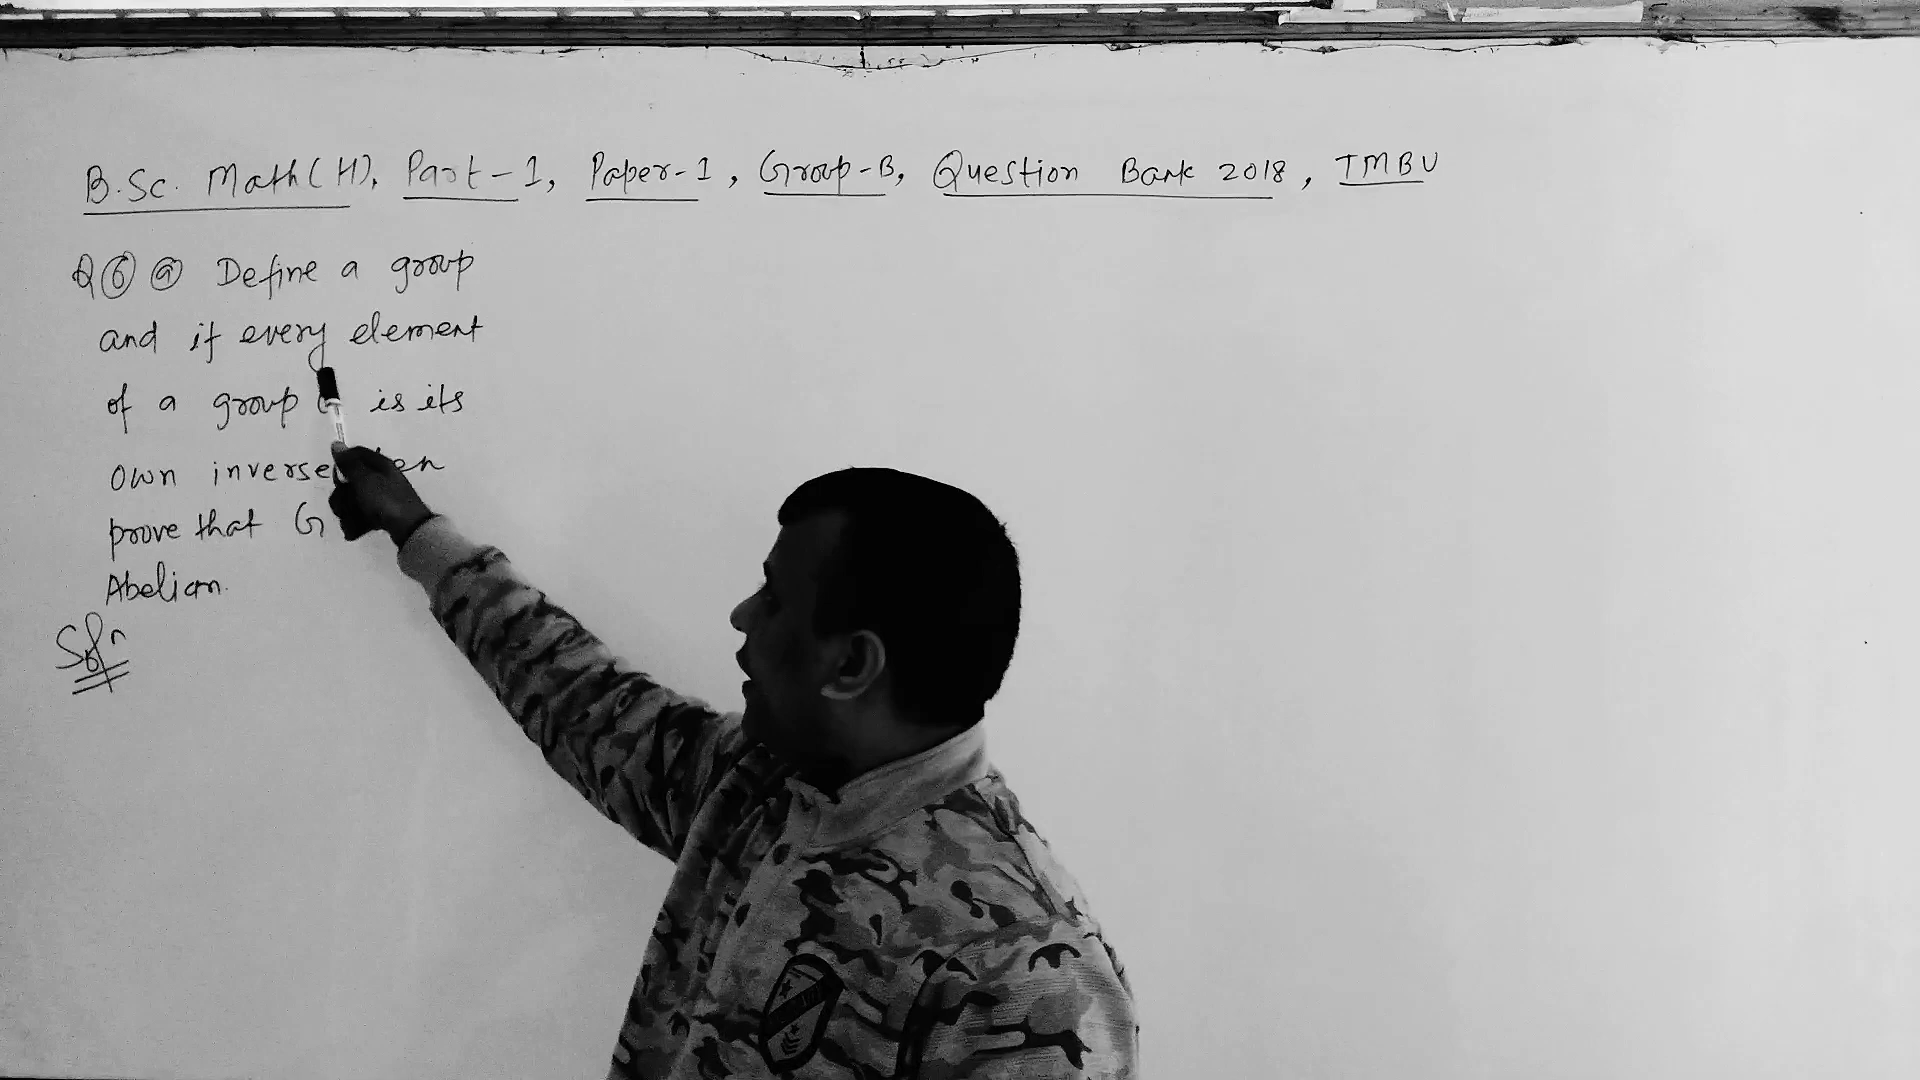 B.Sc. Math(H), Part-1, Paper-1, Group-B, Question Bank 2018, TMBU
Q 6 a Define a group
and if every element
of a group is its
own inverse
prove that G
Abelian.
Soln